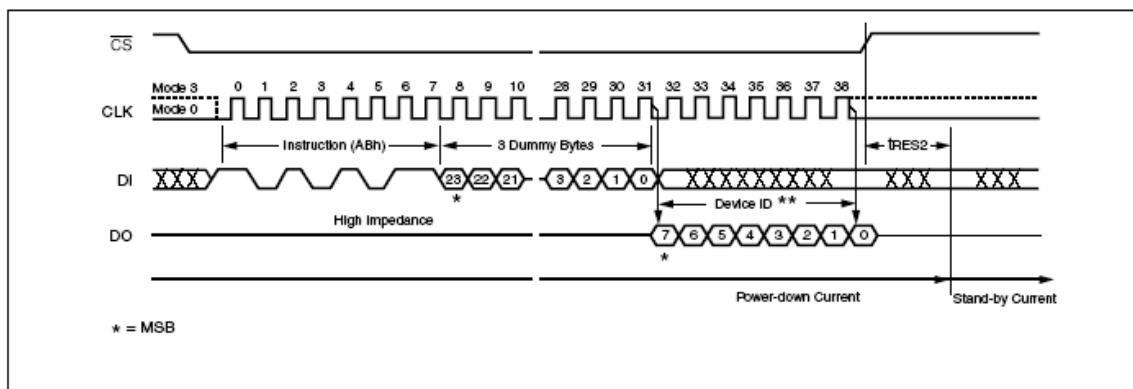 CS
Mode 3 0 1 2 3 4 5 6 7 8 9 10 28 29 30 31 32 33 34 35 36 37 38
CLK Mode 0
Instruction (ABh) 3 Dummy Bytes tRES2
DI 23 22 21 3 2 1 0
*
Device ID **
High Impedance
DO 7 6 5 4 3 2 1 0
*
Power-down Current Stand-by Current
* = MSB